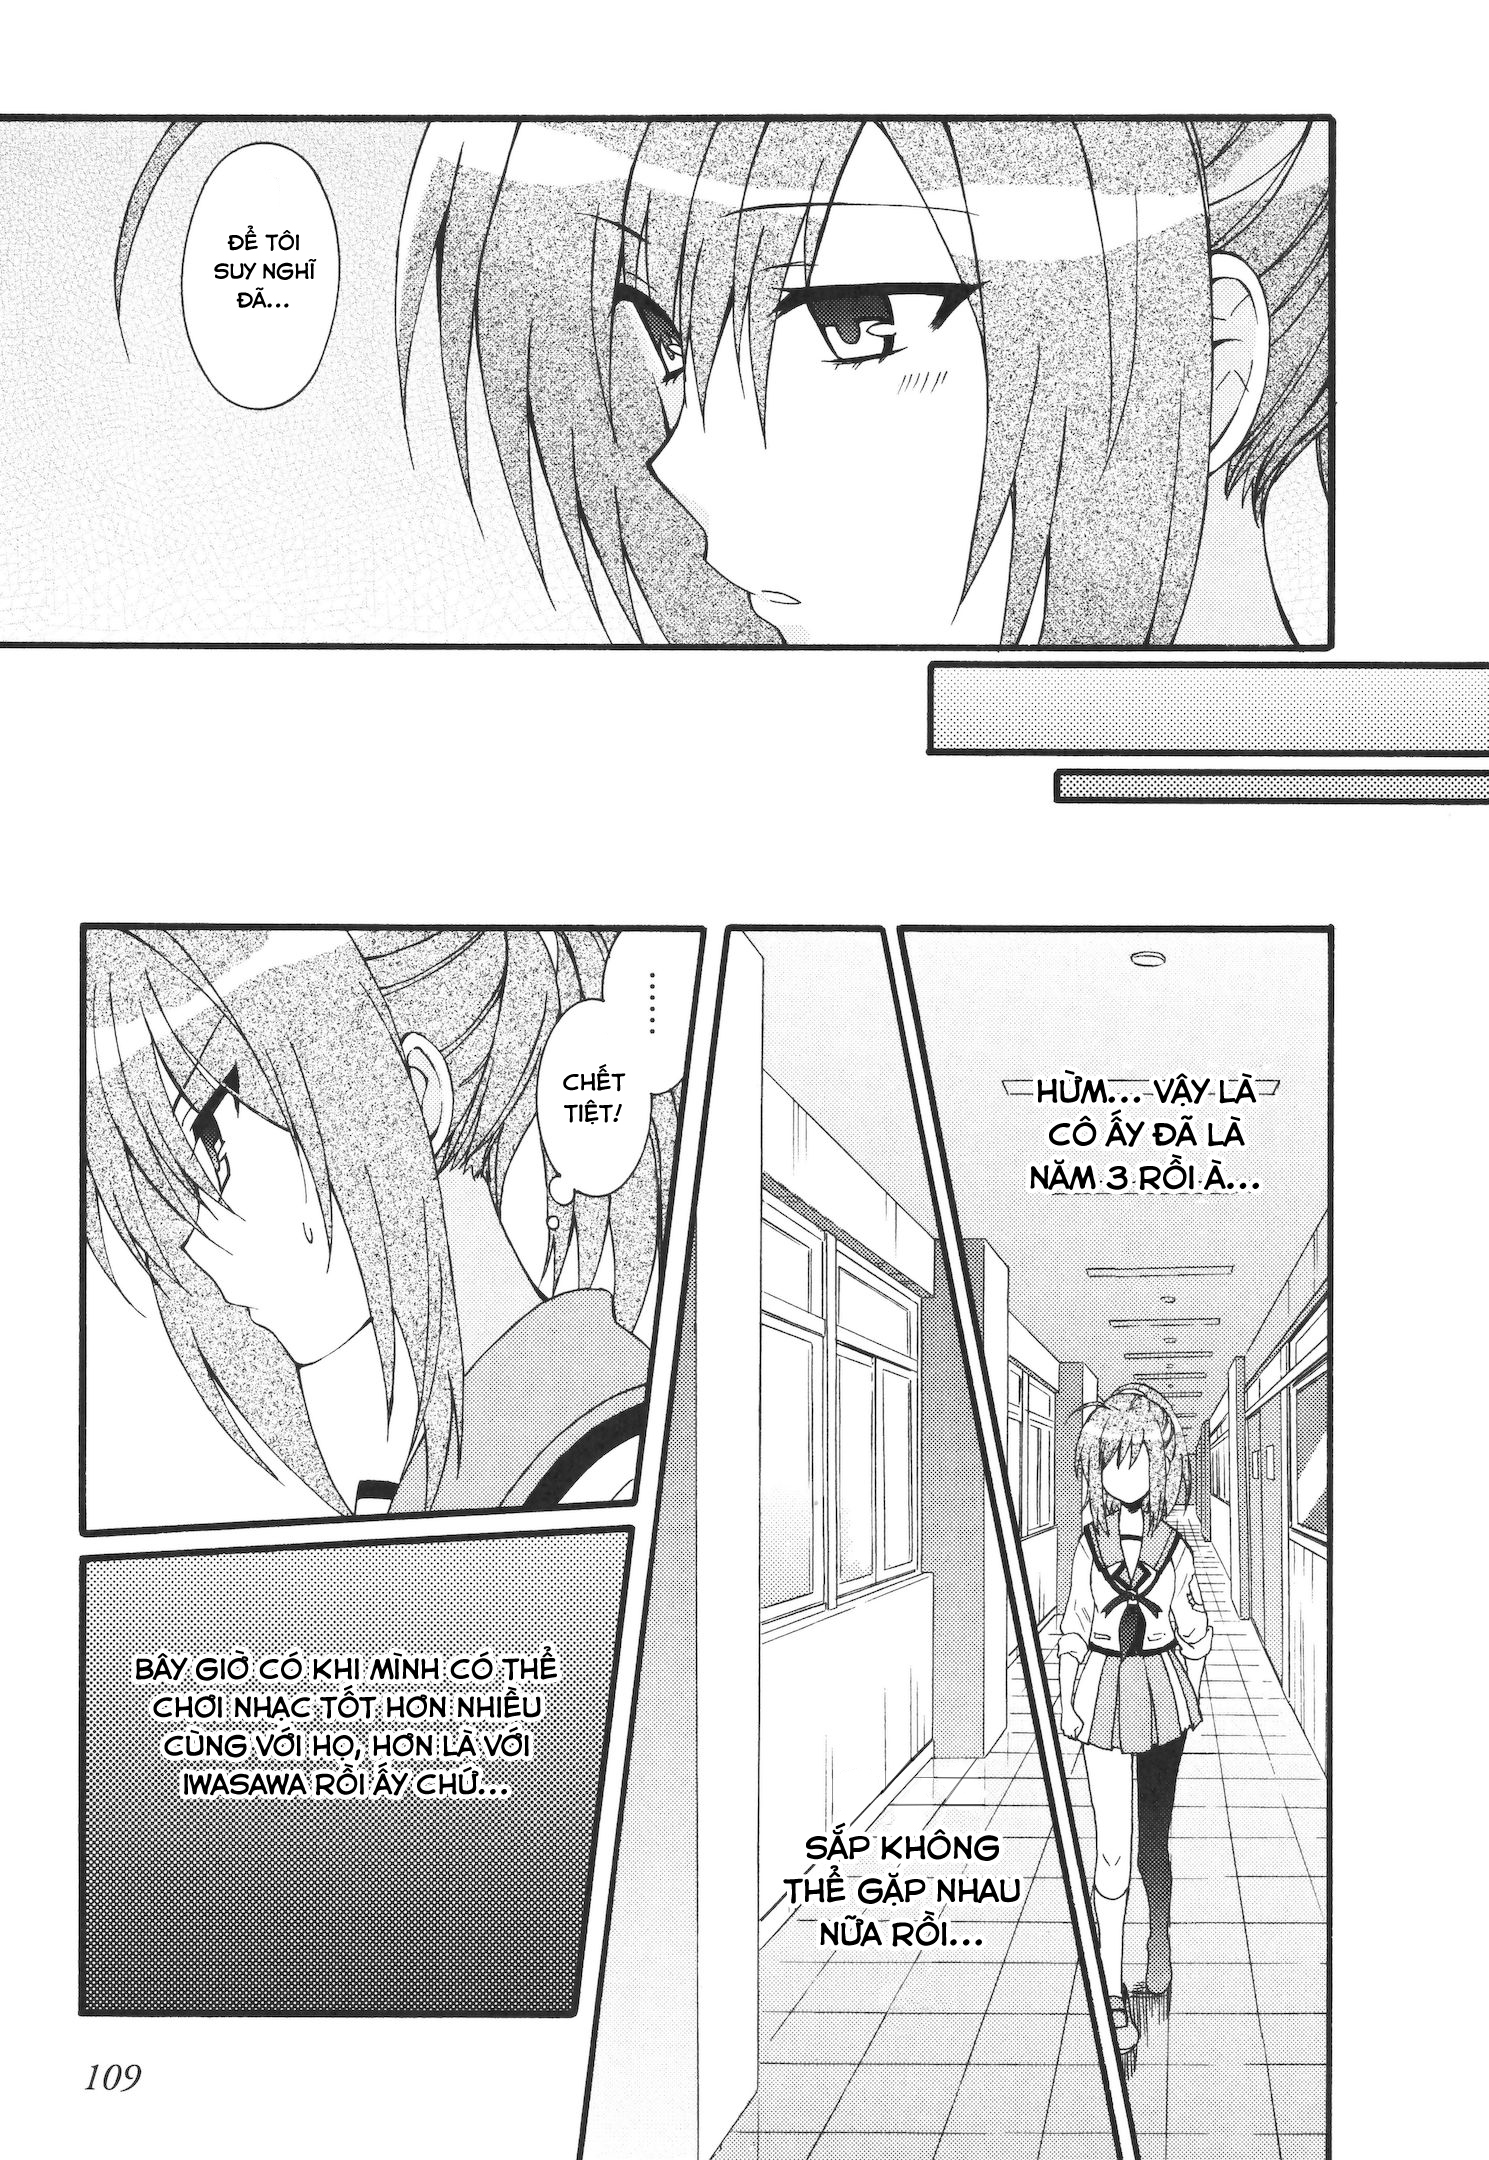 ĐỂ TÔI
SUY NGHĨ
ĐÃ...
HỪM... VẬY LÀ
CÔ ẤY ĐÃ LÀ
NĂM 3 RỒI À...
SẮP KHÔNG
THỂ GẶP NHAU
NỮA RỒI...
......
CHẾT
TIỆT!
BÂY GIỜ CÓ KHI MÌNH CÓ THỂ
CHƠI NHẠC TỐT HƠN NHIỀU
CÙNG VỚI HỌ, HƠN LÀ VỚI
IWASAWA RỒI ẤY CHỨ...
109